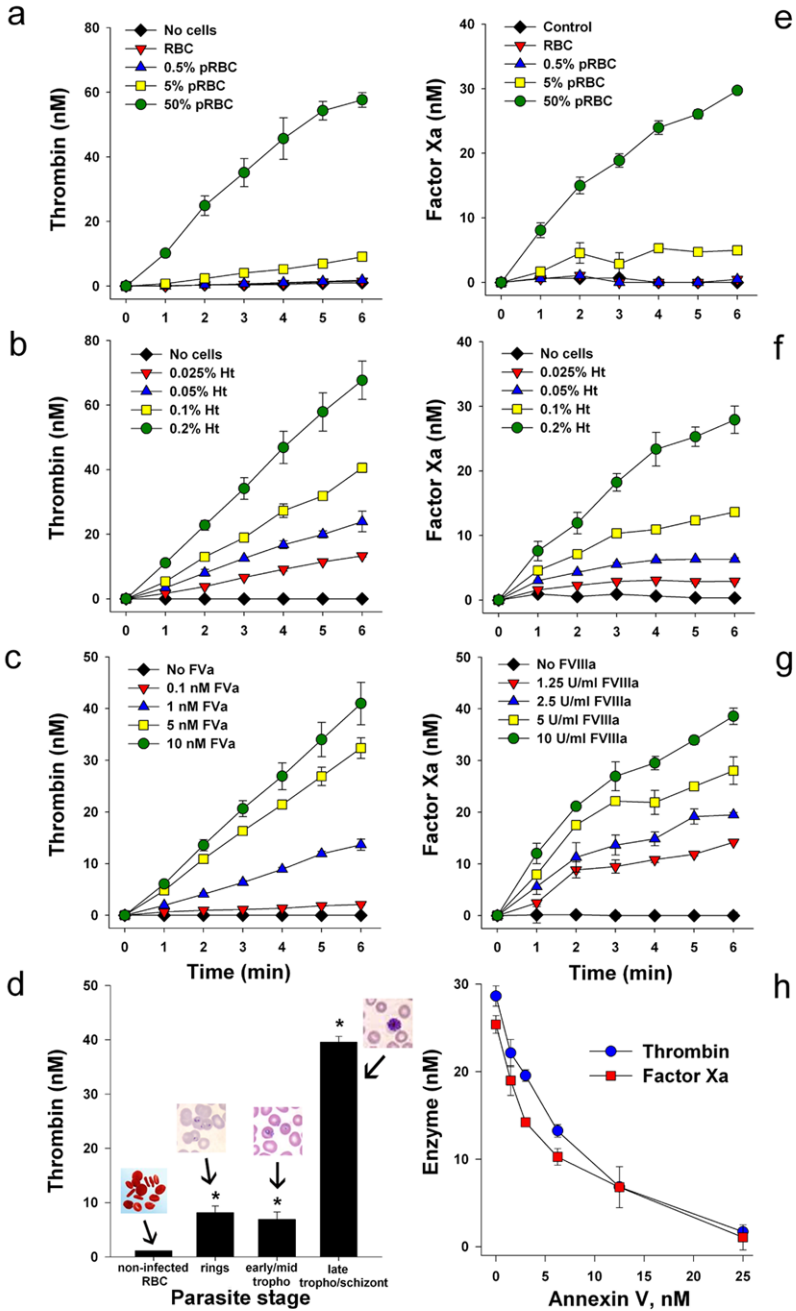 a
Thrombin (nM)
80
60
40
20
0
No cells
RBC
0.5% pRBC
5% pRBC
50% pRBC
0 1 2 3 4 5 6
e
Factor Xa (nM)
40
30
20
10
0
Control
RBC
0.5% pRBC
5% pRBC
50% pRBC
0 1 2 3 4 5 6
b
Thrombin (nM)
80
60
40
20
0
No cells
0.025% Ht
0.05% Ht
0.1% Ht
0.2% Ht
0 1 2 3 4 5 6
f
Factor Xa (nM)
40
30
20
10
0
No cells
0.025% Ht
0.05% Ht
0.1% Ht
0.2% Ht
0 1 2 3 4 5 6
c
Thrombin (nM)
50
40
30
20
10
0
No FVa
0.1 nM FVa
1 nM FVa
5 nM FVa
10 nM FVa
0 1 2 3 4 5 6
Time (min)
g
Factor Xa (nM)
50
40
30
20
10
0
No FVIIIa
1.25 U/ml FVIIIa
2.5 U/ml FVIIIa
5 U/ml FVIIIa
10 U/ml FVIIIa
0 1 2 3 4 5 6
Time (min)
d
Thrombin (nM)
50
40
30
20
10
0
* * *
non-infected RBC
rings
early/mid tropho
late tropho/schizont
Parasite stage
h
Enzyme (nM)
30
20
10
0
Thrombin
Factor Xa
0 5 10 15 20 25
Annexin V, nM